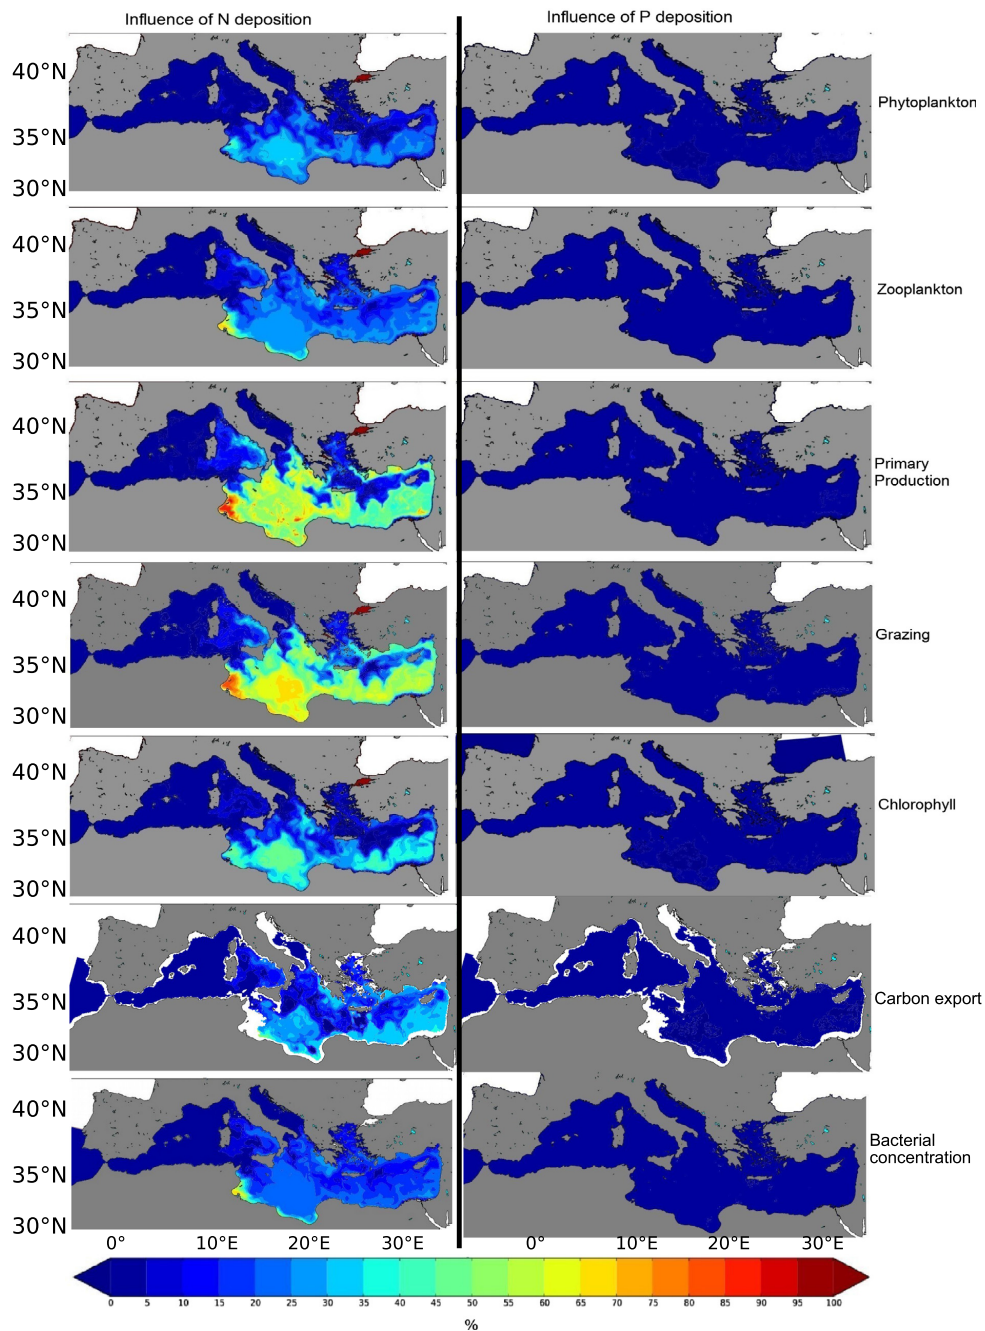 Influence of N deposition
Influence of P deposition
40°N
35°N
30°N
Phytoplankton
40°N
35°N
30°N
Zooplankton
40°N
35°N
30°N
Primary
Production
40°N
35°N
30°N
Grazing
40°N
35°N
30°N
Chlorophyll
40°N
35°N
30°N
Carbon export
40°N
35°N
30°N
Bacterial
concentration
0° 10°E 20°E 30°E 0° 10°E 20°E 30°E
0 5 10 15 20 25 30 35 40 45 50 55 60 65 70 75 80 85 90 95 100
%